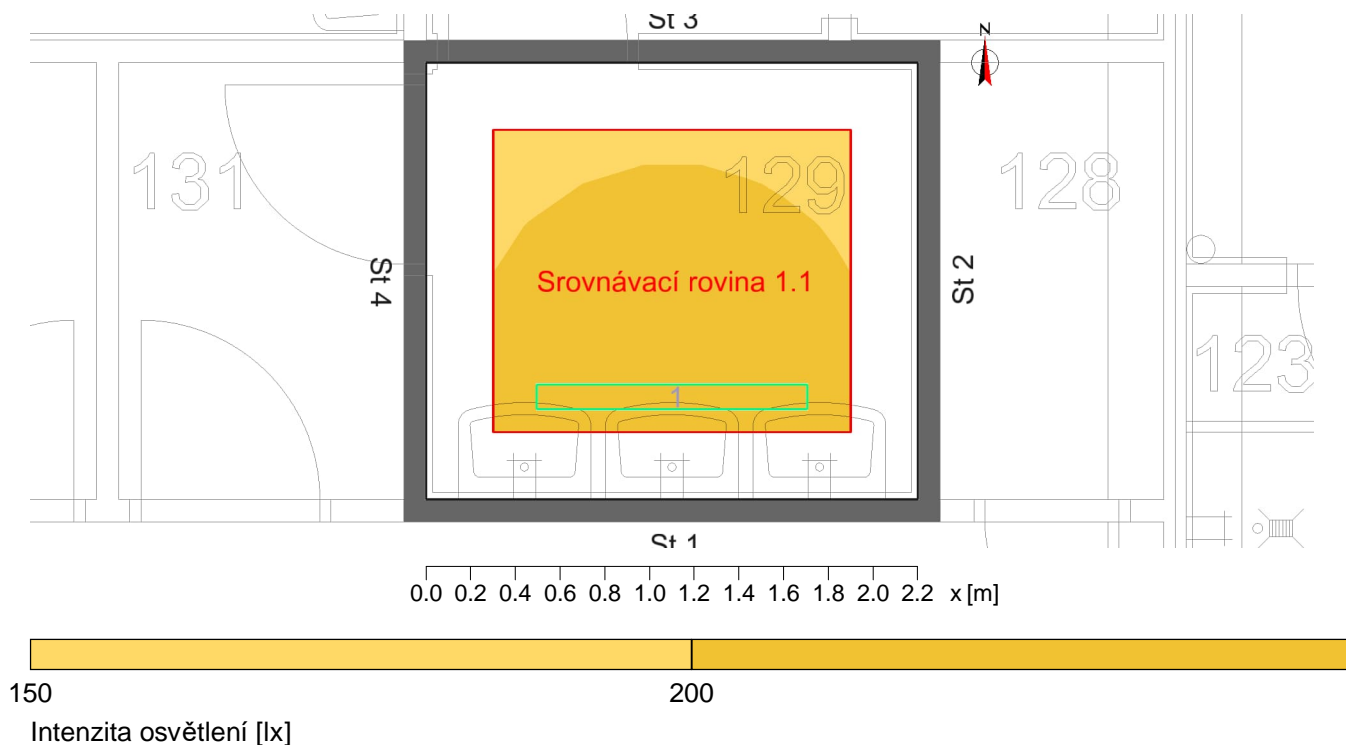 St 3
z
131
129
128
St 4
Srovnávací rovina 1.1
St 2
123
1
St 1
0.0 0.2 0.4 0.6 0.8 1.0 1.2 1.4 1.6 1.8 2.0 2.2 x [m]
150 200
Intenzita osvětlení [lx]